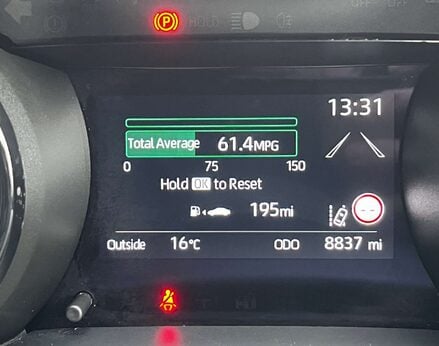 (P) HOLD
13:31
Total Average 61.4MPG
0 75 150
Hold OK to Reset
195mi
Outside 16°C ODO 8837 mi